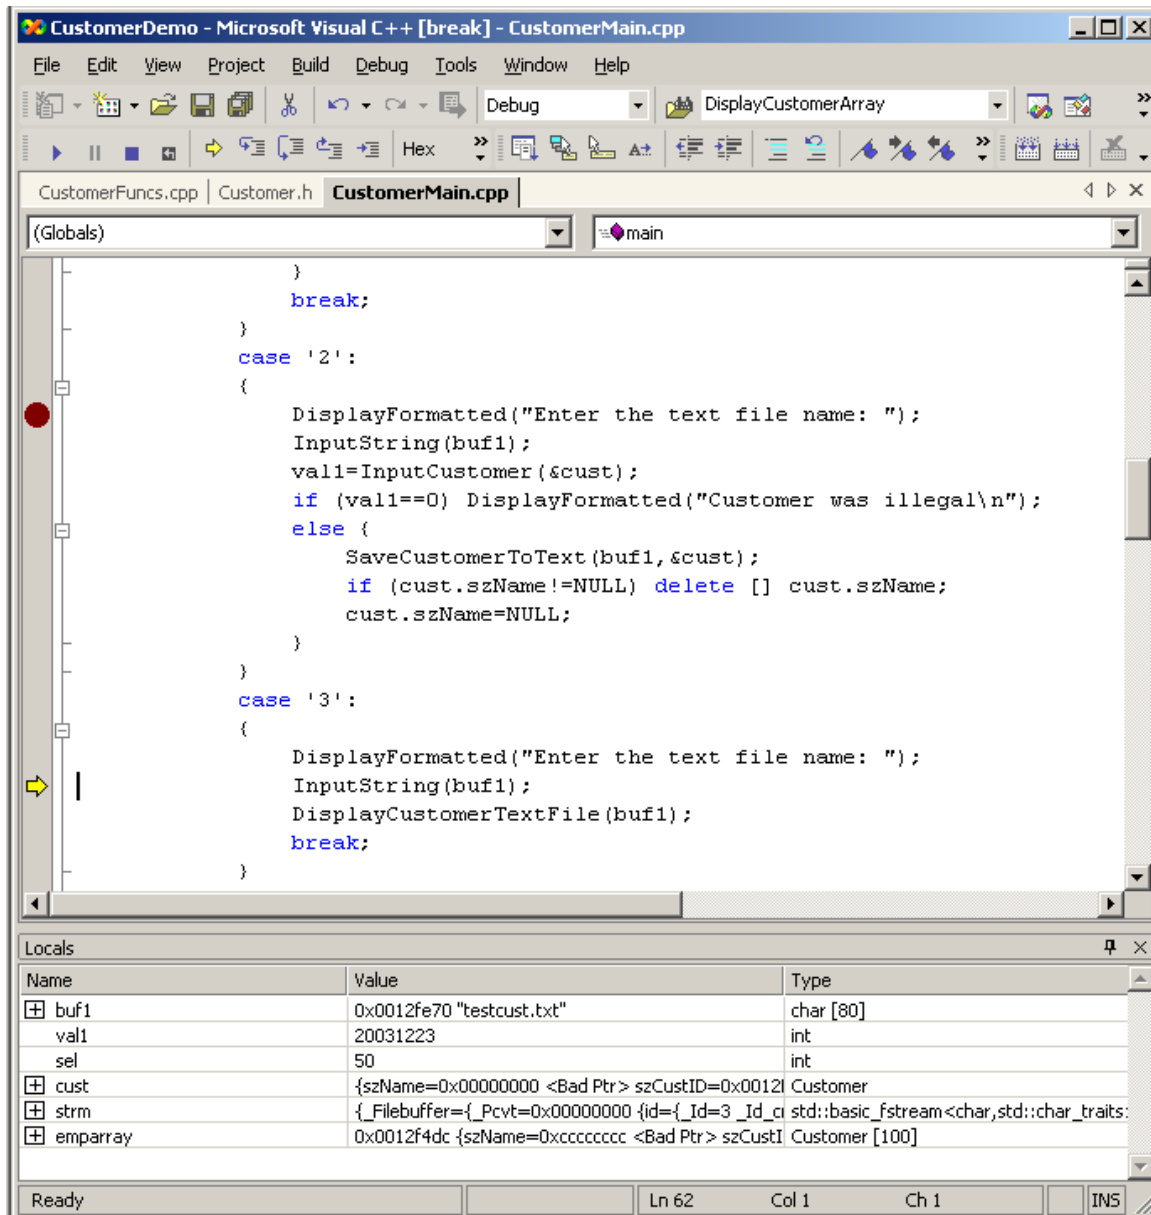 CustomerDemo - Microsoft Visual C++ [break] - CustomerMain.cpp
File Edit View Project Build Debug Tools Window Help
Debug DisplayCustomerArray
Hex
CustomerFuncs.cpp Customer.h CustomerMain.cpp
(Globals) main
}
break;
}
case '2':
{
DisplayFormatted("Enter the text file name: ");
InputString(buf1);
val1=InputCustomer(&cust);
if (val1==0) DisplayFormatted("Customer was illegal\n");
else {
SaveCustomerToText(buf1,&cust);
if (cust.szName!=NULL) delete [] cust.szName;
cust.szName=NULL;
}
}
case '3':
{
DisplayFormatted("Enter the text file name: ");
InputString(buf1);
DisplayCustomerTextFile(buf1);
break;
}
Locals
Name Value Type
buf1 0x0012fe70 "testcust.txt" char [80]
val1 20031223 int
sel 50 int
cust {szName=0x00000000 <Bad Ptr> szCustID=0x0012 Customer
strm {_Filebuffer={_Pcvt=0x00000000 {id={_Id=3 _Id_c std::basic_fstream<char,std::char_traits:
emparray 0x0012f4dc {szName=0xcccccccc <Bad Ptr> szCustI Customer [100]
Ready Ln 62 Col 1 Ch 1 INS